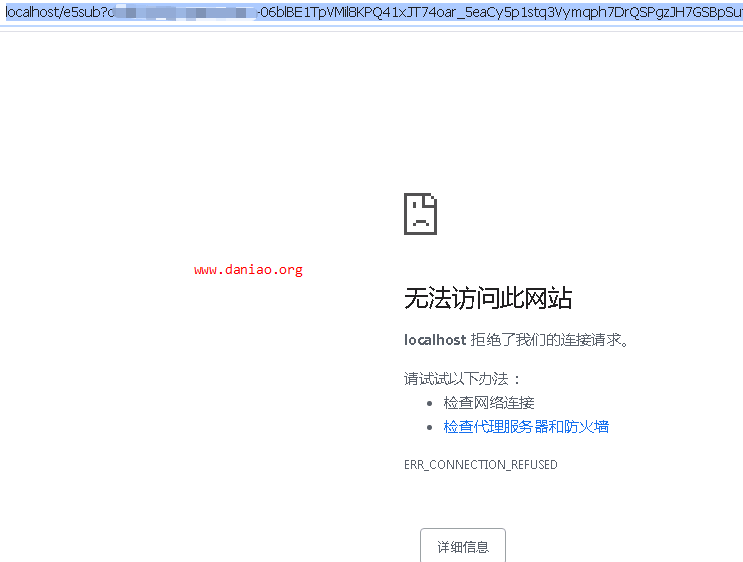 localhost/e5sub?c
-06blBE1TpVMil8KPQ41xJT74oar_5eaCy5p1stq3Vymqph7DrQSPgzJH7GSBpSu
www.daniao.org
无法访问此网站
localhost 拒绝了我们的连接请求。
请试试以下办法：
• 检查网络连接
• 检查代理服务器和防火墙
ERR_CONNECTION_REFUSED
详细信息